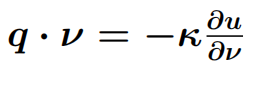 q · ν = −κ ∂u/∂ν